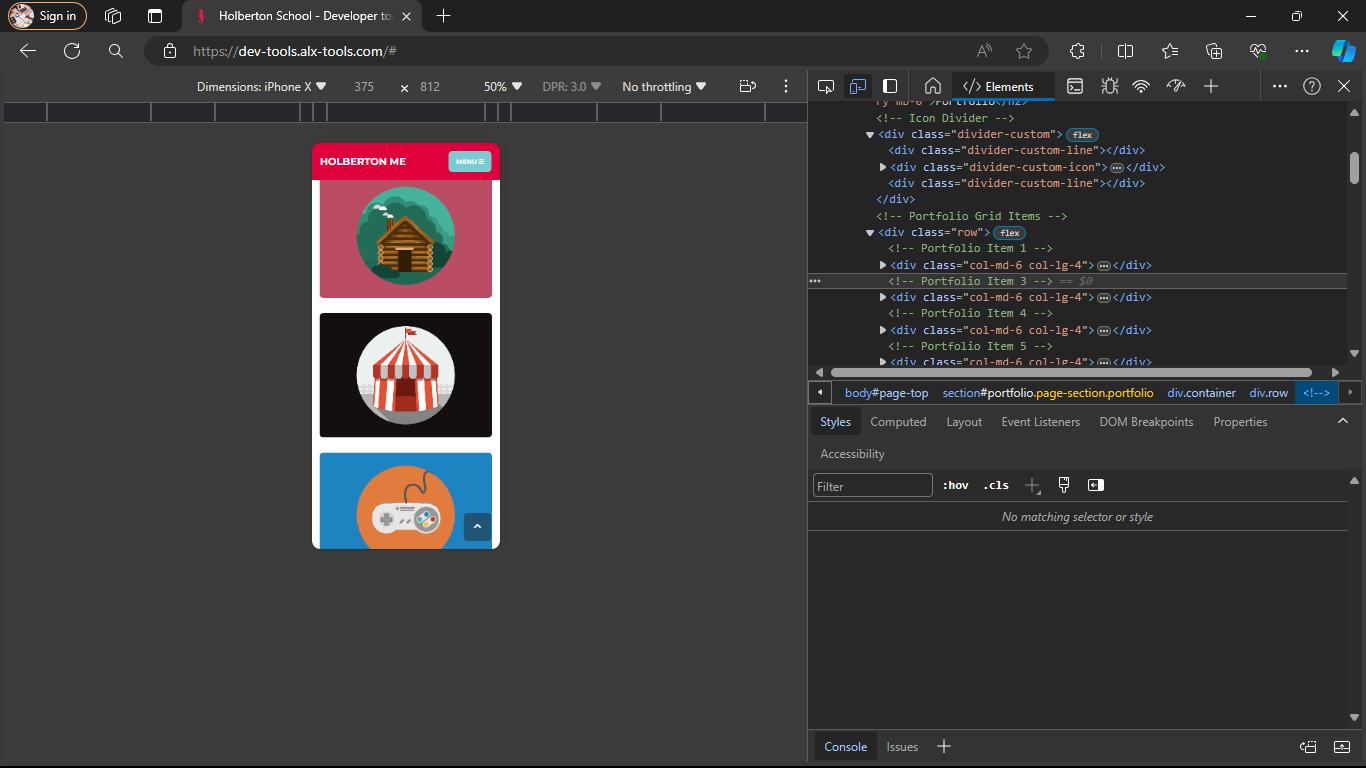 Sign in
Holberton School - Developer to
https://dev-tools.alx-tools.com/#
Dimensions: iPhone X 375 × 812 50% DPR: 3.0 No throttling
HOLBERTON ME
MENU
Elements
ry mb-0">Portfolio</h2>
<!-- Icon Divider -->
<div class="divider-custom"> flex
<div class="divider-custom-line"></div>
<div class="divider-custom-icon">…</div>
<div class="divider-custom-line"></div>
</div>
<!-- Portfolio Grid Items -->
<div class="row"> flex
<!-- Portfolio Item 1 -->
<div class="col-md-6 col-lg-4">…</div>
<!-- Portfolio Item 3 --> == $0
<div class="col-md-6 col-lg-4">…</div>
<!-- Portfolio Item 4 -->
<div class="col-md-6 col-lg-4">…</div>
<!-- Portfolio Item 5 -->
<div class="col-md-6 col-lg-4">…</div>
body#page-top section#portfolio.page-section.portfolio div.container div.row <!-->
Styles Computed Layout Event Listeners DOM Breakpoints Properties
Accessibility
Filter :hov .cls
No matching selector or style
Console Issues